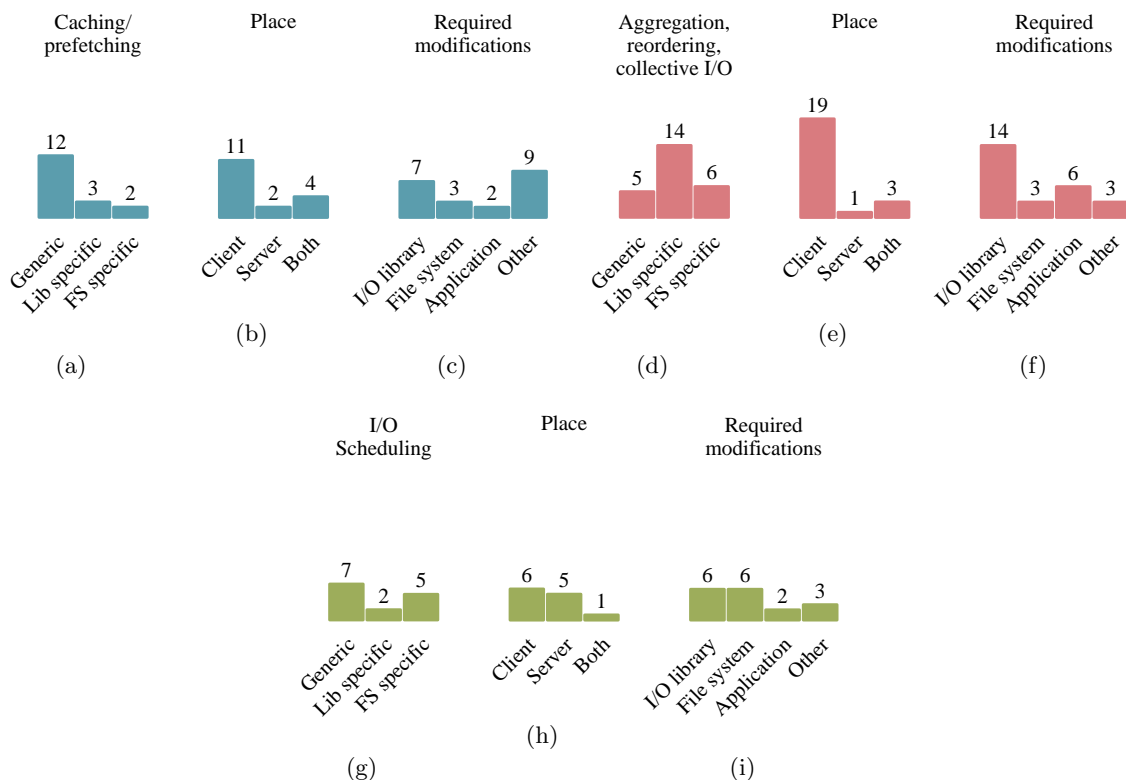 Caching/
prefetching
12
3
2
Generic
Lib specific
FS specific
(a)
Place
11
2
4
Client
Server
Both
(b)
Required
modifications
7
3
2
9
I/O library
File system
Application
Other
(c)
Aggregation,
reordering,
collective I/O
5
14
6
Generic
Lib specific
FS specific
(d)
Place
19
1
3
Client
Server
Both
(e)
Required
modifications
14
3
6
3
I/O library
File system
Application
Other
(f)
I/O
Scheduling
7
2
5
Generic
Lib specific
FS specific
(g)
Place
6
5
1
Client
Server
Both
(h)
Required
modifications
6
6
2
3
I/O library
File system
Application
Other
(i)